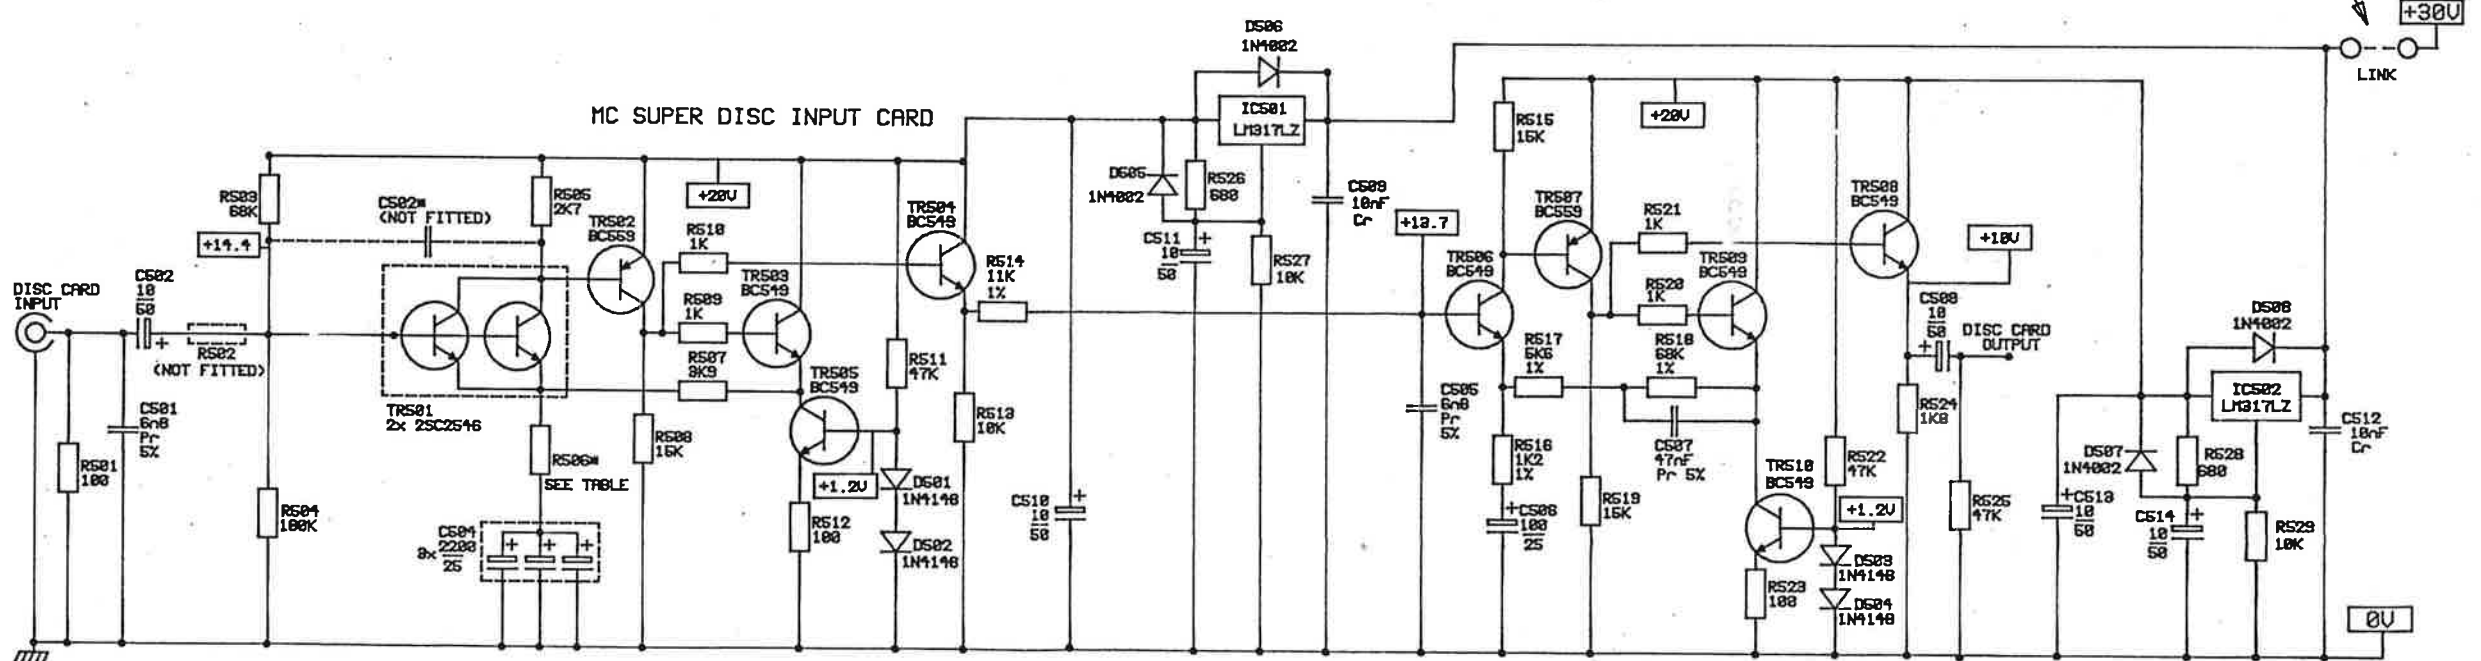 MC SUPER DISC INPUT CARD
+30V
LINK
D506
1N4002
IC501
LM317LZ
+20V
R515
15K
R503
68K
C502*
(NOT FITTED)
R505
2K7
TR502
BC559
+20V
TR504
BC549
D505
1N4002
R526
680
C509
10nF
Cr
+14.4
R510
1K
+13.7
TR507
BC559
R521
1K
TR508
BC549
+10V
C511
10
50
R527
10K
DISC CARD
INPUT
C502
10
50
+
R502
(NOT FITTED)
R509
1K
TR503
BC549
R514
11K
1%
TR506
BC549
R520
1K
TR509
BC549
C508
10
50
DISC CARD
OUTPUT
D508
1N4002
R507
3K9
TR505
BC549
R511
47K
R517
5K6
1%
R518
68K
1%
IC502
LM317LZ
TR501
2x 2SC2546
C501
6n8
Pr
5%
R501
100
R504
180K
R506*
SEE TABLE
R508
15K
R513
10K
C505
6n8
Pr
5%
R516
1K2
1%
C507
47nF
Pr 5%
R524
1K8
C512
10nF
Cr
+1.2V
D501
1N4148
TR510
BC549
R522
47K
D507
1N4002
R528
680
C504
3x 2200
25
R512
100
D502
1N4148
C510
10
50
C506
100
25
R519
15K
+1.2V
R525
47K
C513
10
50
C514
10
50
R529
10K
D503
1N4148
R523
100
D504
1N4148
0V